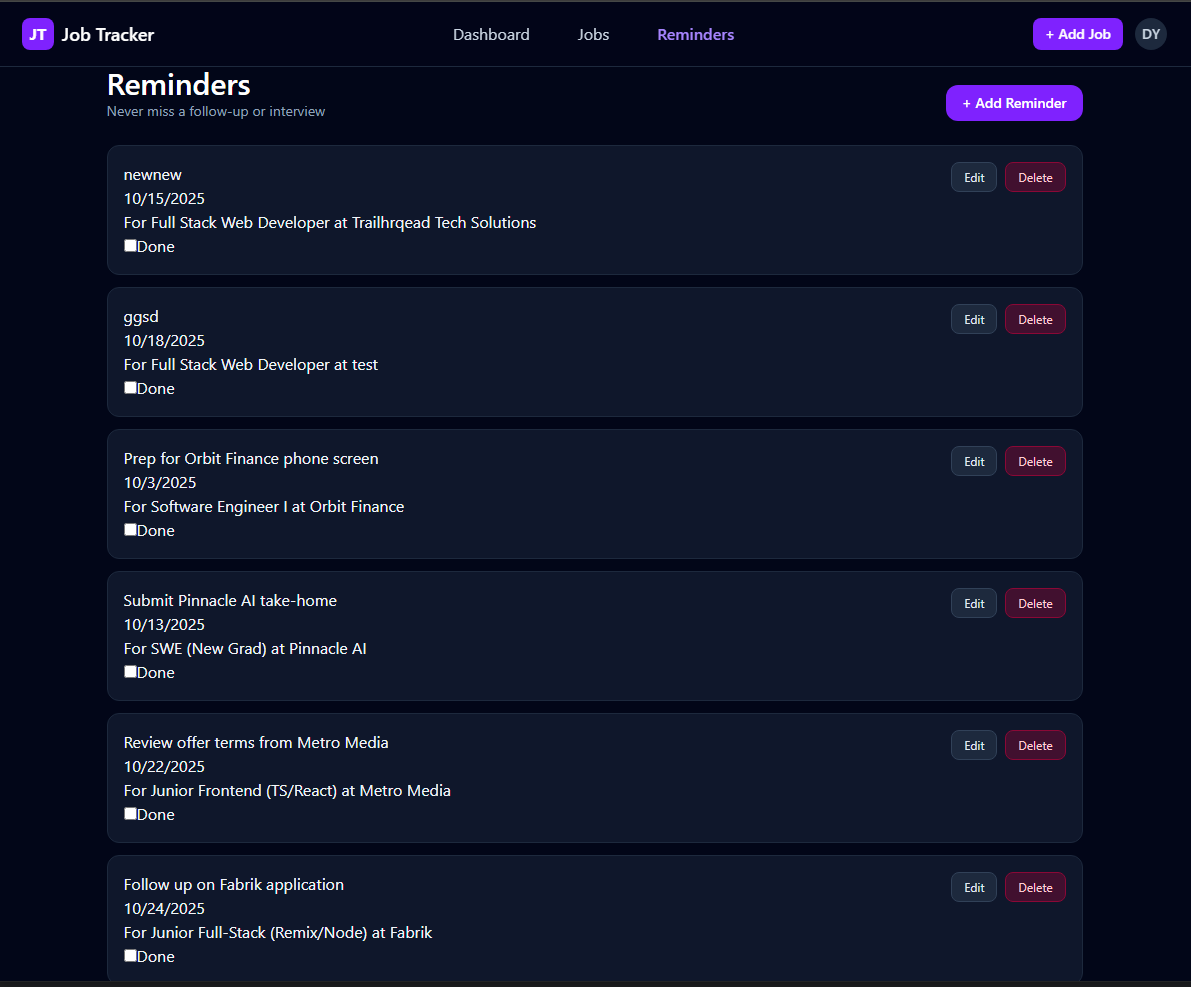 JT Job Tracker Dashboard Jobs Reminders + Add Job DY
Reminders
Never miss a follow-up or interview
+ Add Reminder
newnew
Edit Delete
10/15/2025
For Full Stack Web Developer at Trailhrqead Tech Solutions
Done
ggsd
Edit Delete
10/18/2025
For Full Stack Web Developer at test
Done
Prep for Orbit Finance phone screen
Edit Delete
10/3/2025
For Software Engineer I at Orbit Finance
Done
Submit Pinnacle AI take-home
Edit Delete
10/13/2025
For SWE (New Grad) at Pinnacle AI
Done
Review offer terms from Metro Media
Edit Delete
10/22/2025
For Junior Frontend (TS/React) at Metro Media
Done
Follow up on Fabrik application
Edit Delete
10/24/2025
For Junior Full-Stack (Remix/Node) at Fabrik
Done